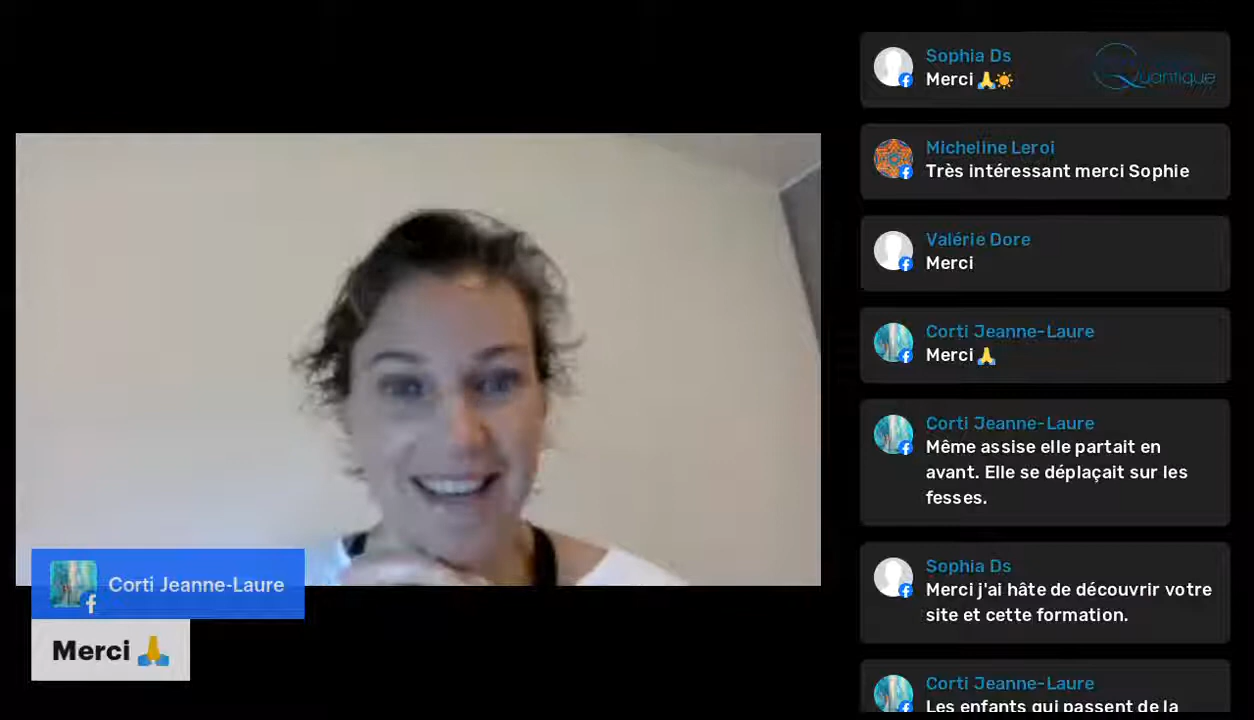 Sophia Ds
Merci 🙏☀️
Quantique
Micheline Leroi
Très intéressant merci Sophie
Valérie Dore
Merci
Corti Jeanne-Laure
Merci 🙏
Corti Jeanne-Laure
Même assise elle partait en
avant. Elle se déplaçait sur les
fesses.
Sophia Ds
Merci j'ai hâte de découvrir votre
site et cette formation.
Corti Jeanne-Laure
Les enfants qui passent de la
Corti Jeanne-Laure
Merci 🙏